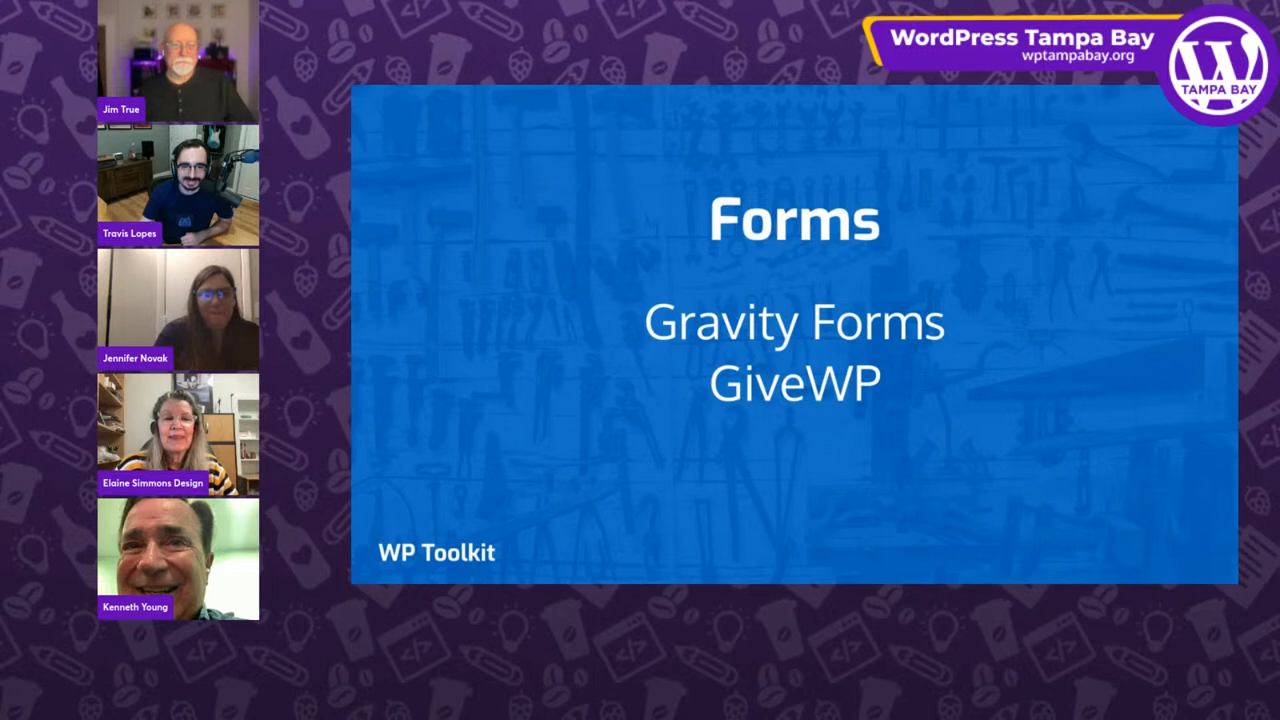 WordPress Tampa Bay
wptampabay.org
W
TAMPA BAY
Jim True
Travis Lopes
Jennifer Novak
Elaine Simmons Design
Kenneth Young
Forms
Gravity Forms
GiveWP
WP Toolkit